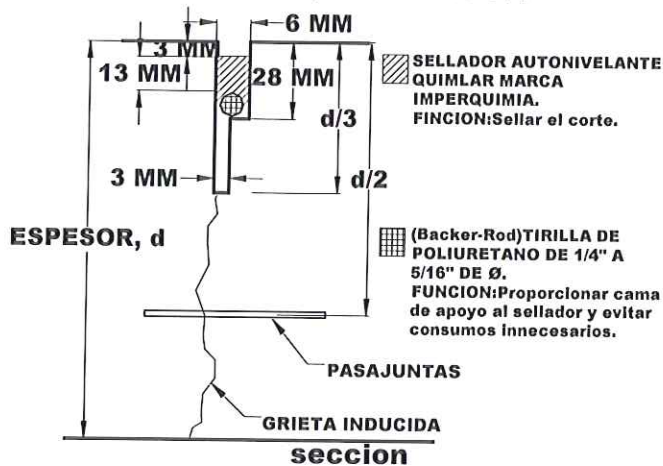 6 MM
3 MM
13 MM
28 MM
d/3
d/2
3 MM
ESPESOR, d
SELLADOR AUTONIVELANTE
QUIMLAR MARCA
IMPERQUIMIA.
FINCION:Sellar el corte.
(Backer-Rod)TIRILLA DE
POLIURETANO DE 1/4" A
5/16" DE Ø.
FUNCION:Proporcionar cama
de apoyo al sellador y evitar
consumos innecesarios.
PASAJUNTAS
GRIETA INDUCIDA
seccion